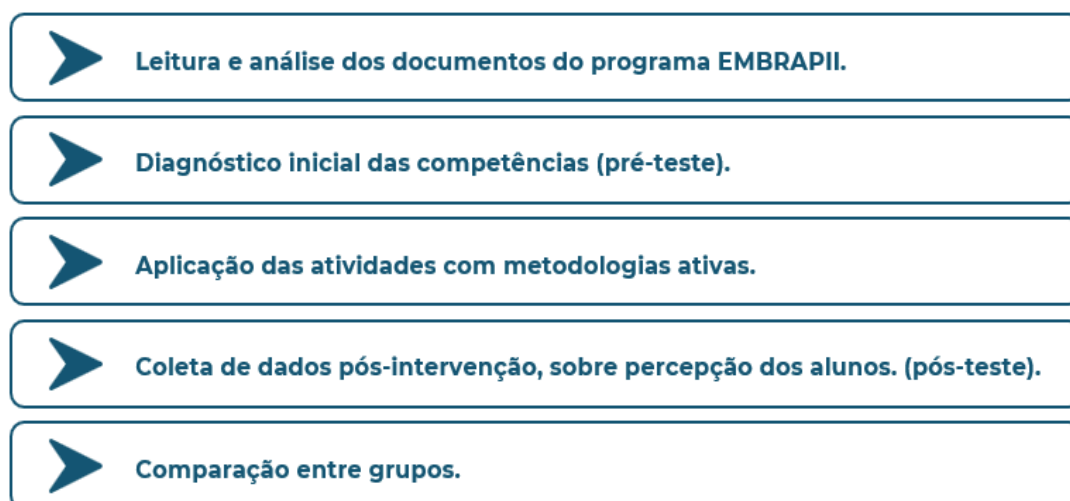 Leitura e análise dos documentos do programa EMBRAPII.
Diagnóstico inicial das competências (pré-teste).
Aplicação das atividades com metodologias ativas.
Coleta de dados pós-intervenção, sobre percepção dos alunos. (pós-teste).
Comparação entre grupos.